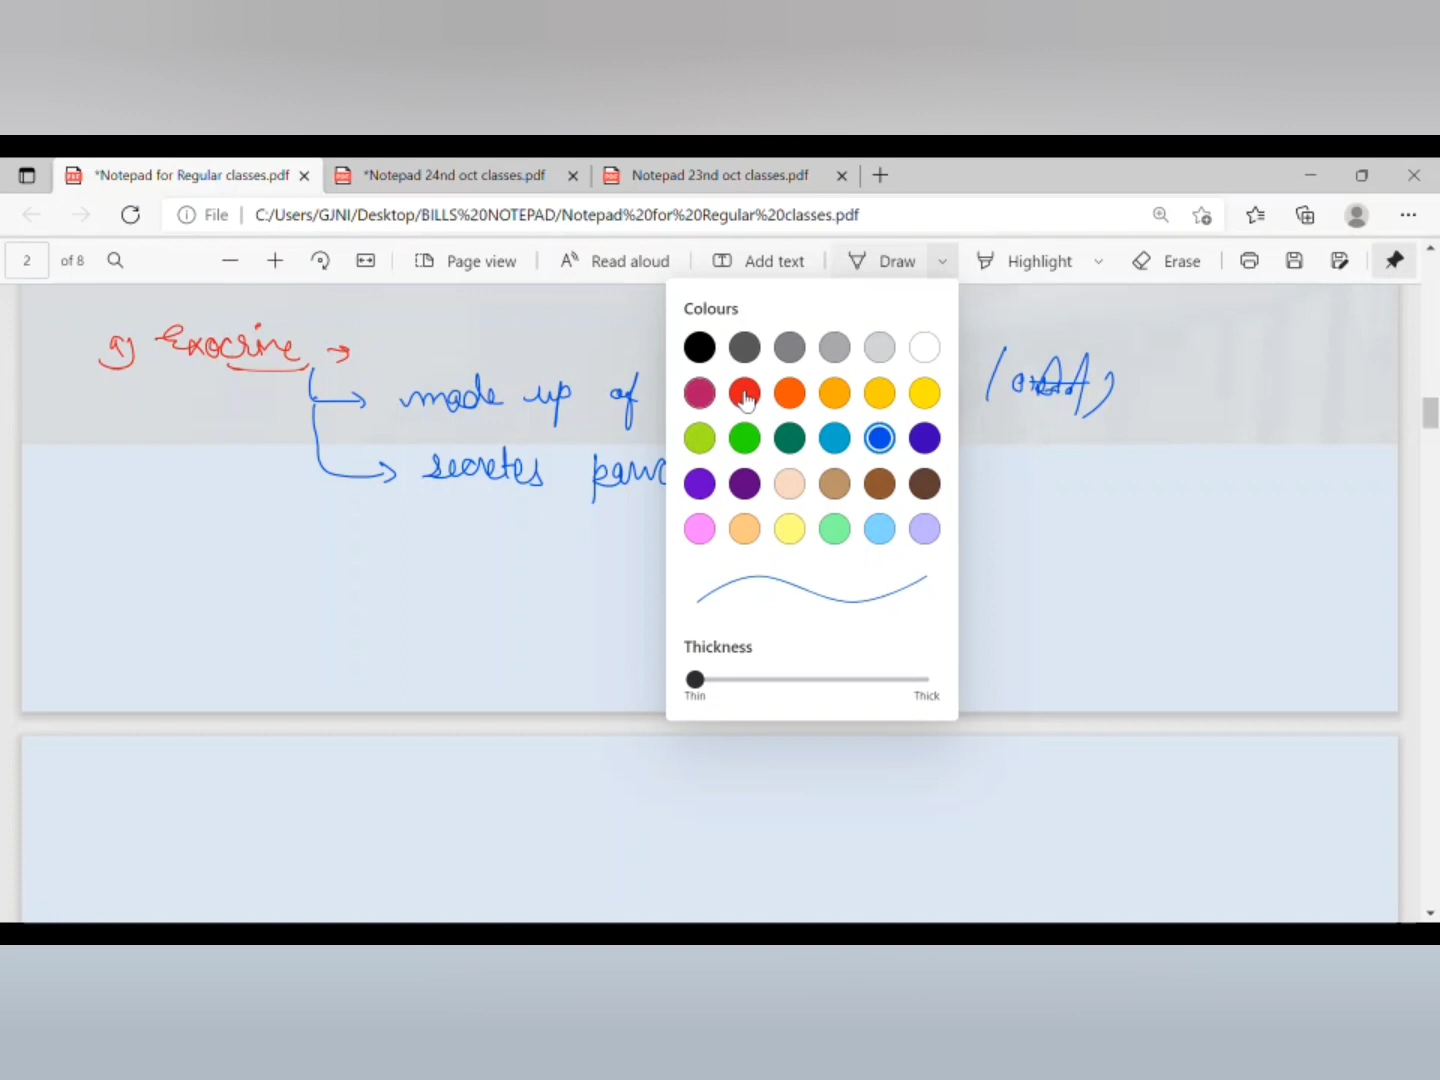 *Notepad for Regular classes.pdf *Notepad 24nd oct classes.pdf Notepad 23nd oct classes.pdf
File C:/Users/GJNI/Desktop/BILLS%20NOTEPAD/Notepad%20for%20Regular%20classes.pdf
2 of 8 Page view Read aloud Add text Draw Highlight Erase
Colours
a) Exocrine →
→ made up of
→ secretes panc
Thickness
Thin Thick